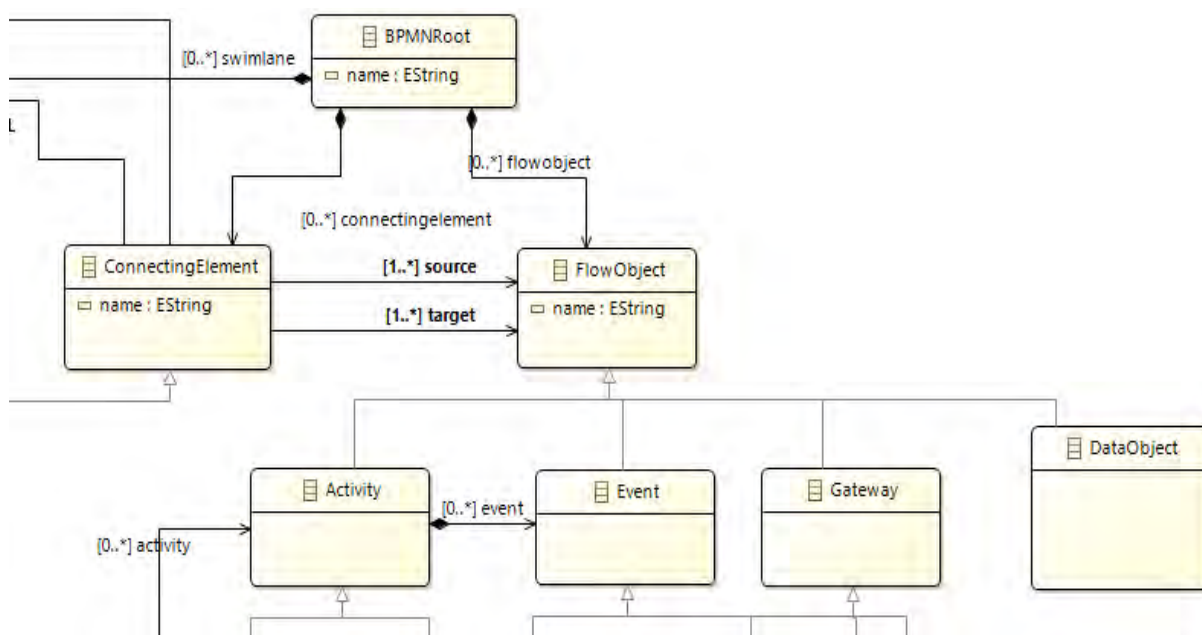 BPMNRoot
[0..*] swimlane
name : EString
[0..*] flowobject
[0..*] connectingelement
ConnectingElement
[1..*] source
FlowObject
name : EString
name : EString
[1..*] target
DataObject
Activity
Event
Gateway
[0..*] event
[0..*] activity